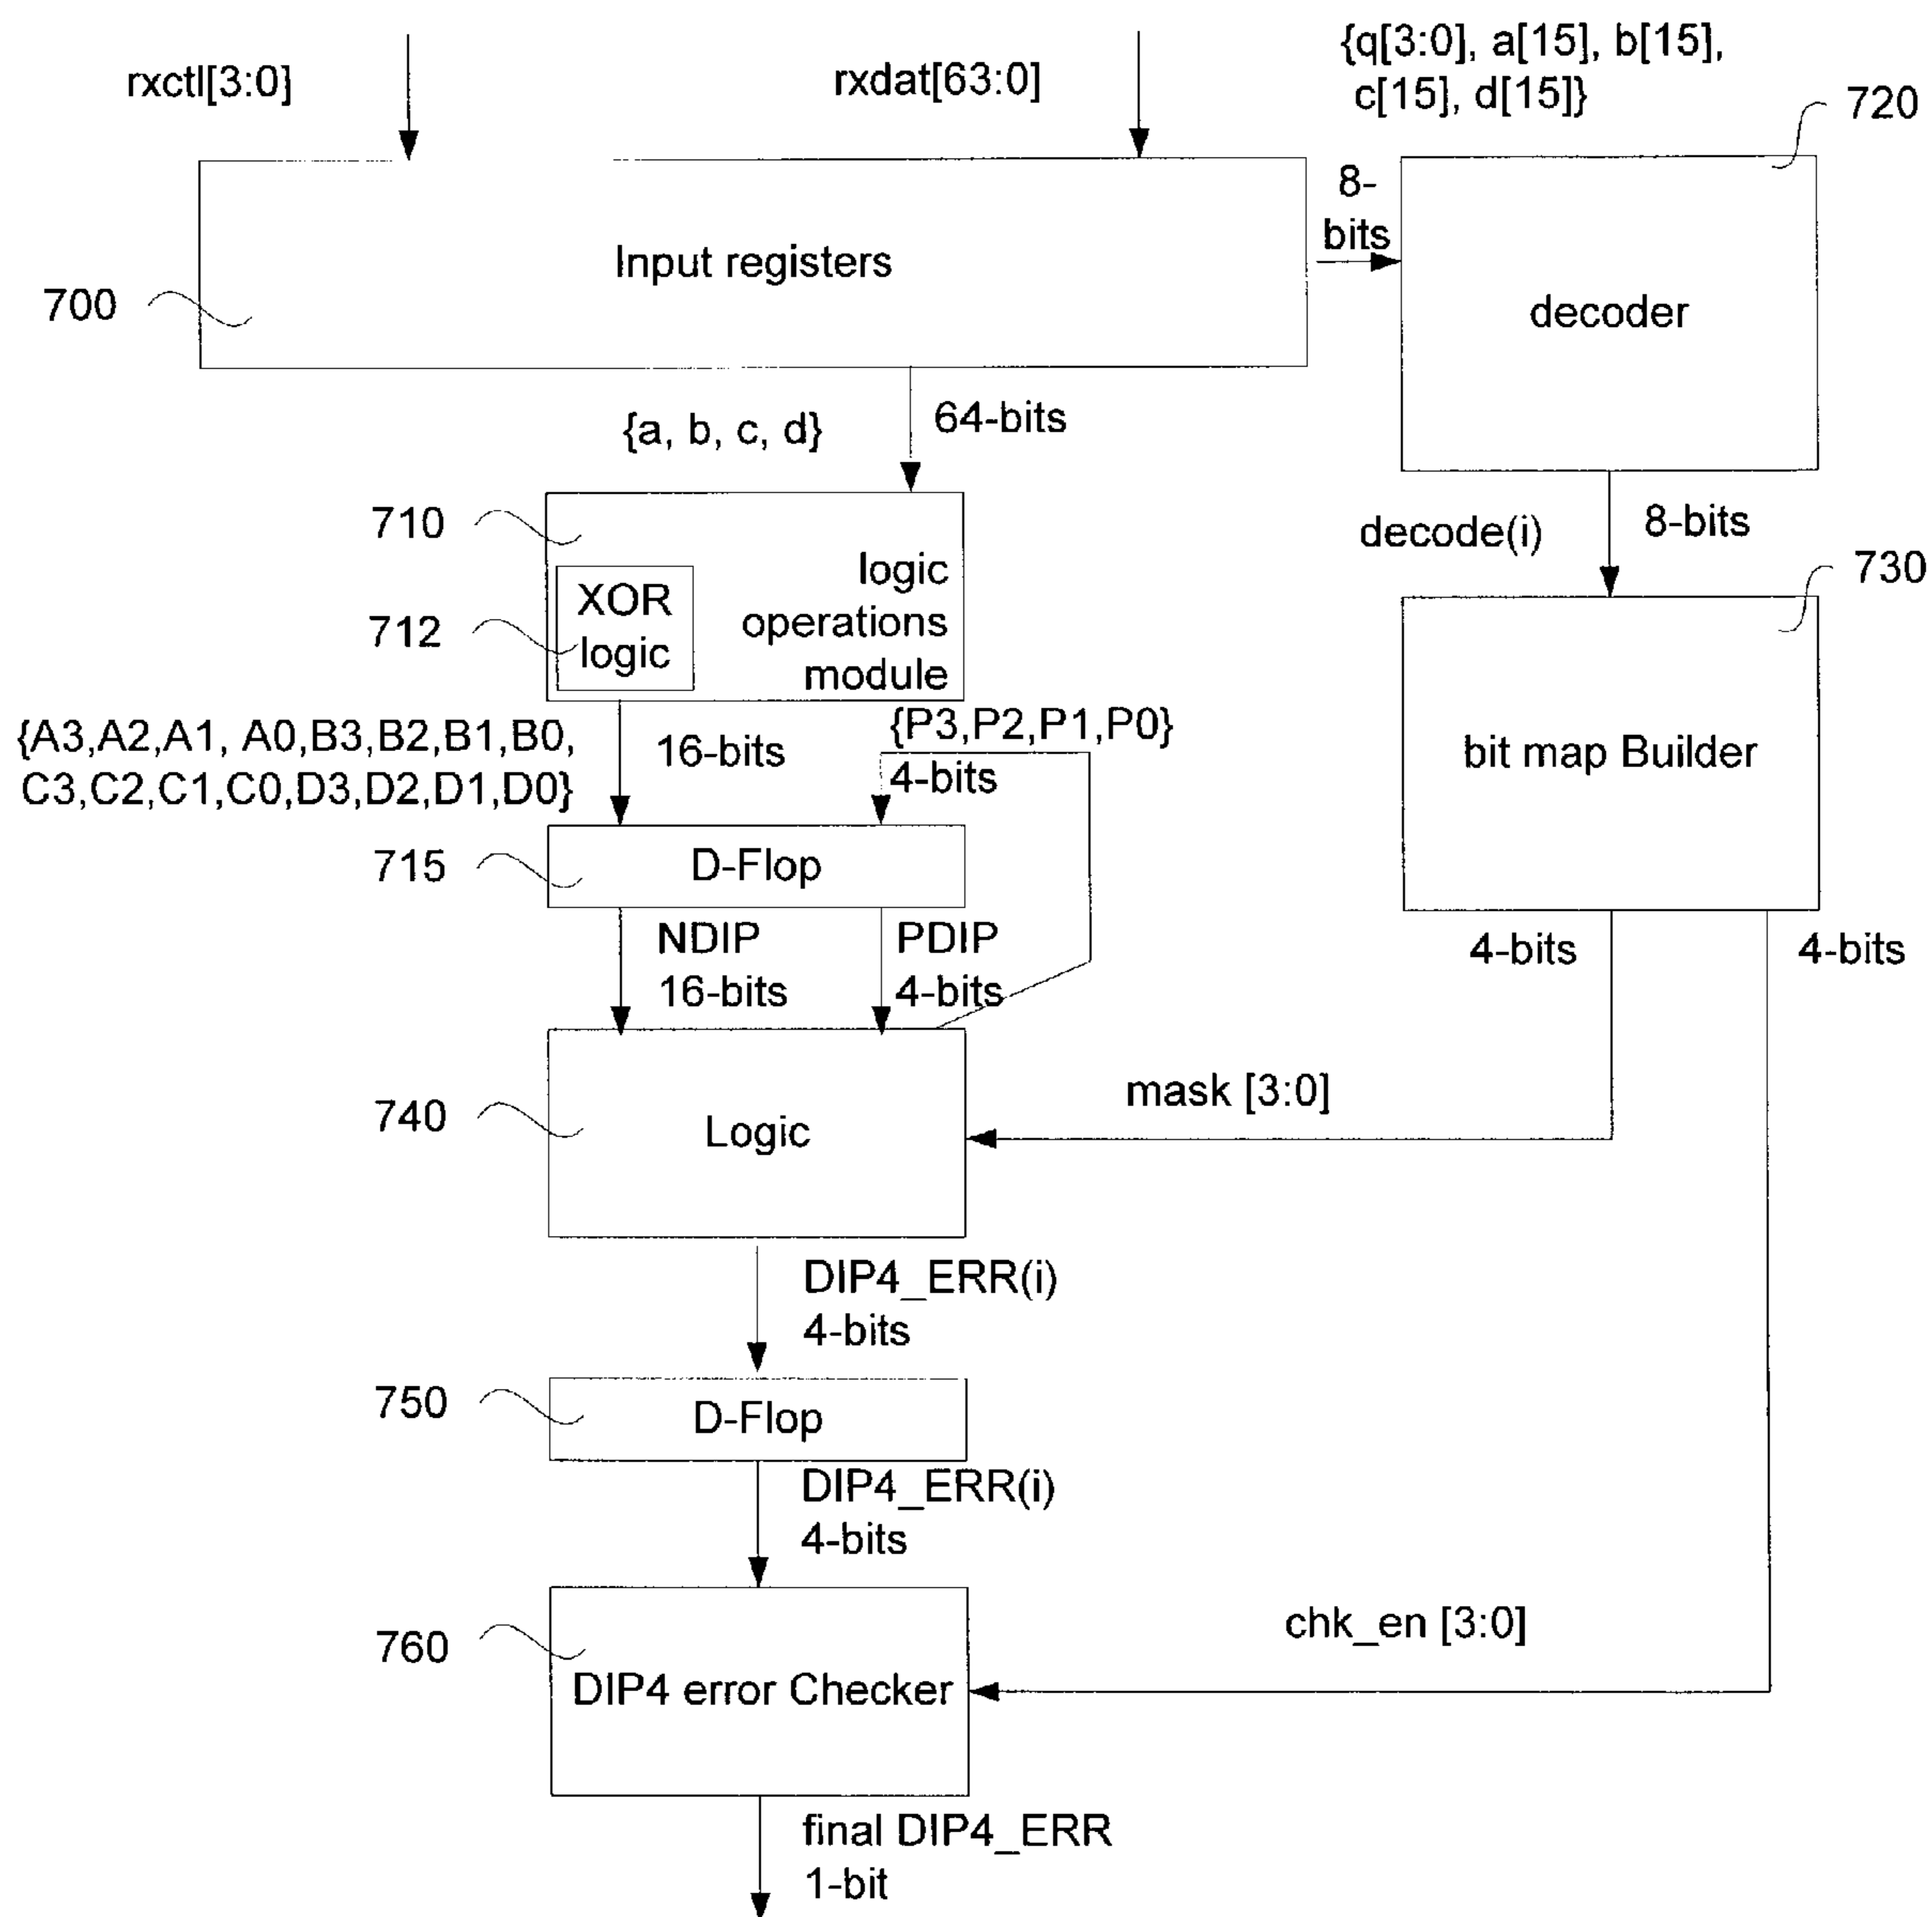 rxctl[3:0]
rxdat[63:0]
{q[3:0], a[15], b[15],
c[15], d[15]}
720
8-
bits
Input registers
700
decoder
{a, b, c, d}
64-bits
710
logic
operations
module
XOR
logic
712
decode(i)
8-bits
730
{A3,A2,A1, A0,B3,B2,B1,B0,
C3,C2,C1,C0,D3,D2,D1,D0}
16-bits
{P3,P2,P1,P0}
4-bits
bit map Builder
715
D-Flop
NDIP
16-bits
PDIP
4-bits
4-bits
4-bits
mask [3:0]
740
Logic
DIP4_ERR(i)
4-bits
750
D-Flop
DIP4_ERR(i)
4-bits
chk_en [3:0]
760
DIP4 error Checker
final DIP4_ERR
1-bit